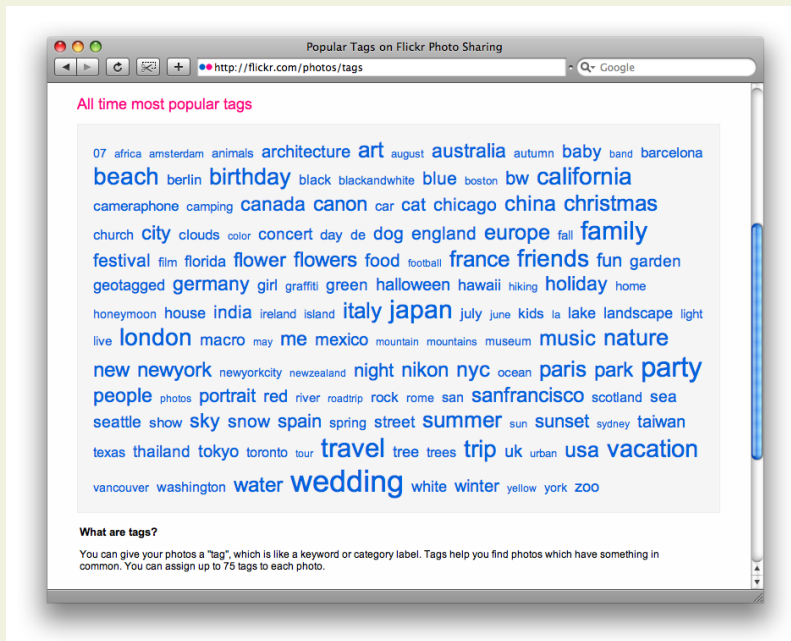 Popular Tags on Flickr Photo Sharing
http://flickr.com/photos/tags Google
All time most popular tags
07 africa amsterdam animals architecture art august australia autumn baby band barcelona
beach berlin birthday black blackandwhite blue boston bw california
cameraphone camping canada canon car cat chicago china christmas
church city clouds color concert day de dog england europe fall family
festival film florida flower flowers food football france friends fun garden
geotagged germany girl graffiti green halloween hawaii hiking holiday home
honeymoon house india ireland island italy japan july june kids la lake landscape light
live london macro may me mexico mountain mountains museum music nature
new newyork newyorkcity newzealand night nikon nyc ocean paris park party
people photos portrait red river roadtrip rock rome san sanfrancisco scotland sea
seattle show sky snow spain spring street summer sun sunset sydney taiwan
texas thailand tokyo toronto tour travel tree trees trip uk urban usa vacation
vancouver washington water wedding white winter yellow york zoo
What are tags?
You can give your photos a "tag", which is like a keyword or category label. Tags help you find photos which have something in
common. You can assign up to 75 tags to each photo.